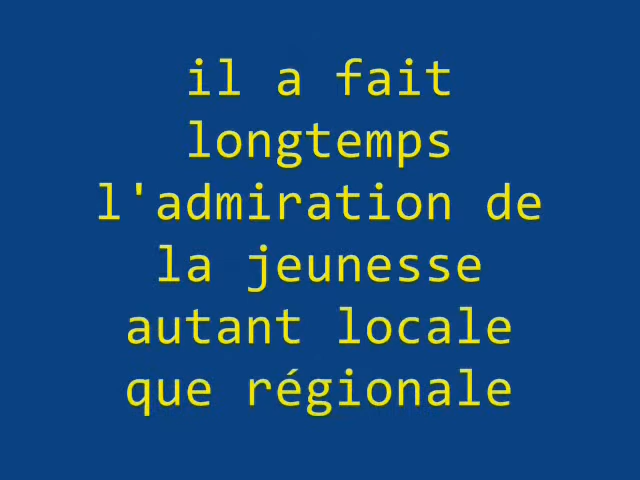 il a fait
longtemps
l'admiration de
la jeunesse
autant locale
que régionale